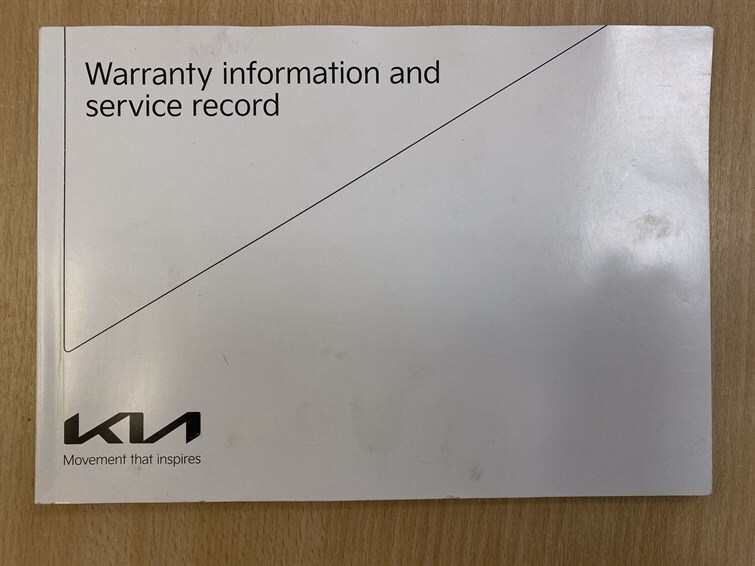 Warranty information and
service record
KIA
Movement that inspires